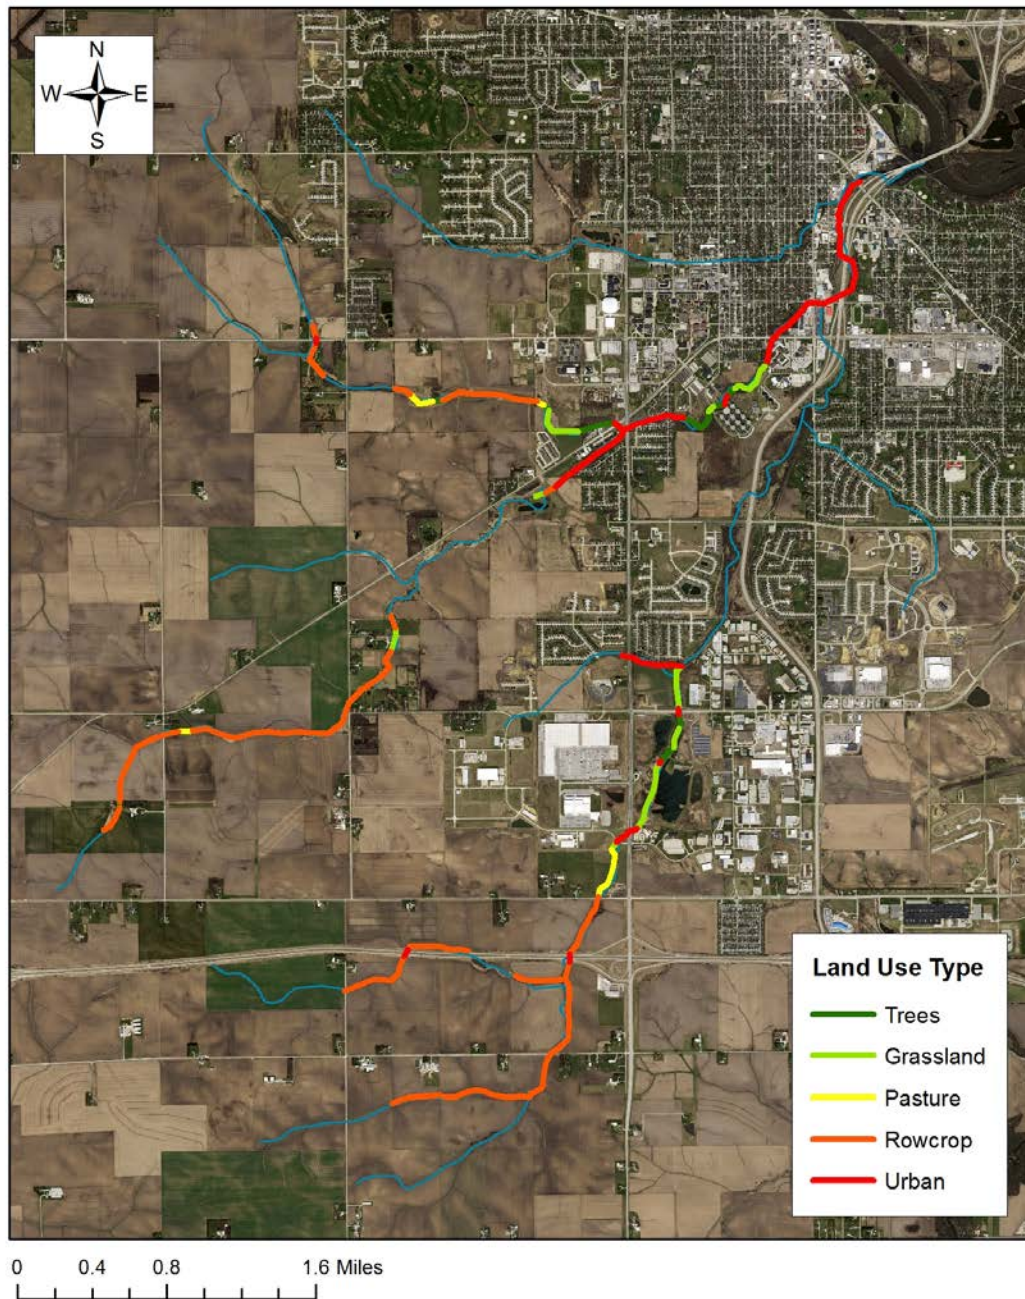 N
W E
S
Land Use Type
Trees
Grassland
Pasture
Rowcrop
Urban
0 0.4 0.8 1.6 Miles